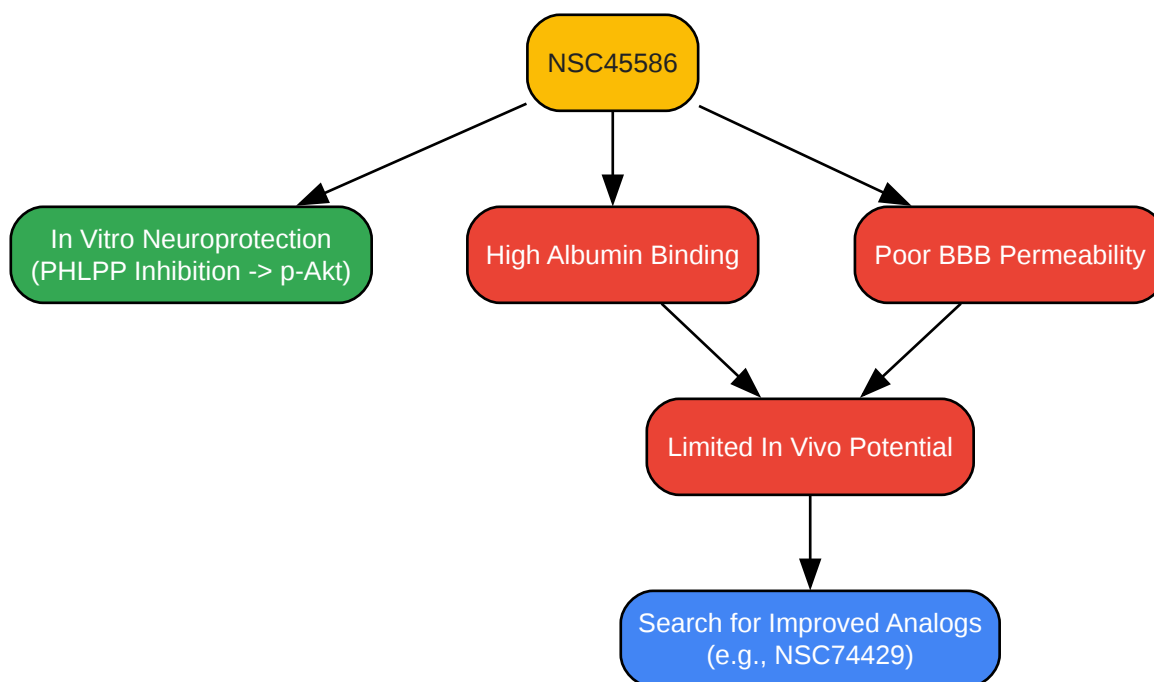 NSC45586
In Vitro Neuroprotection
(PHLPP Inhibition -> p-Akt)
High Albumin Binding
Poor BBB Permeability
Limited In Vivo Potential
Search for Improved Analogs
(e.g., NSC74429)